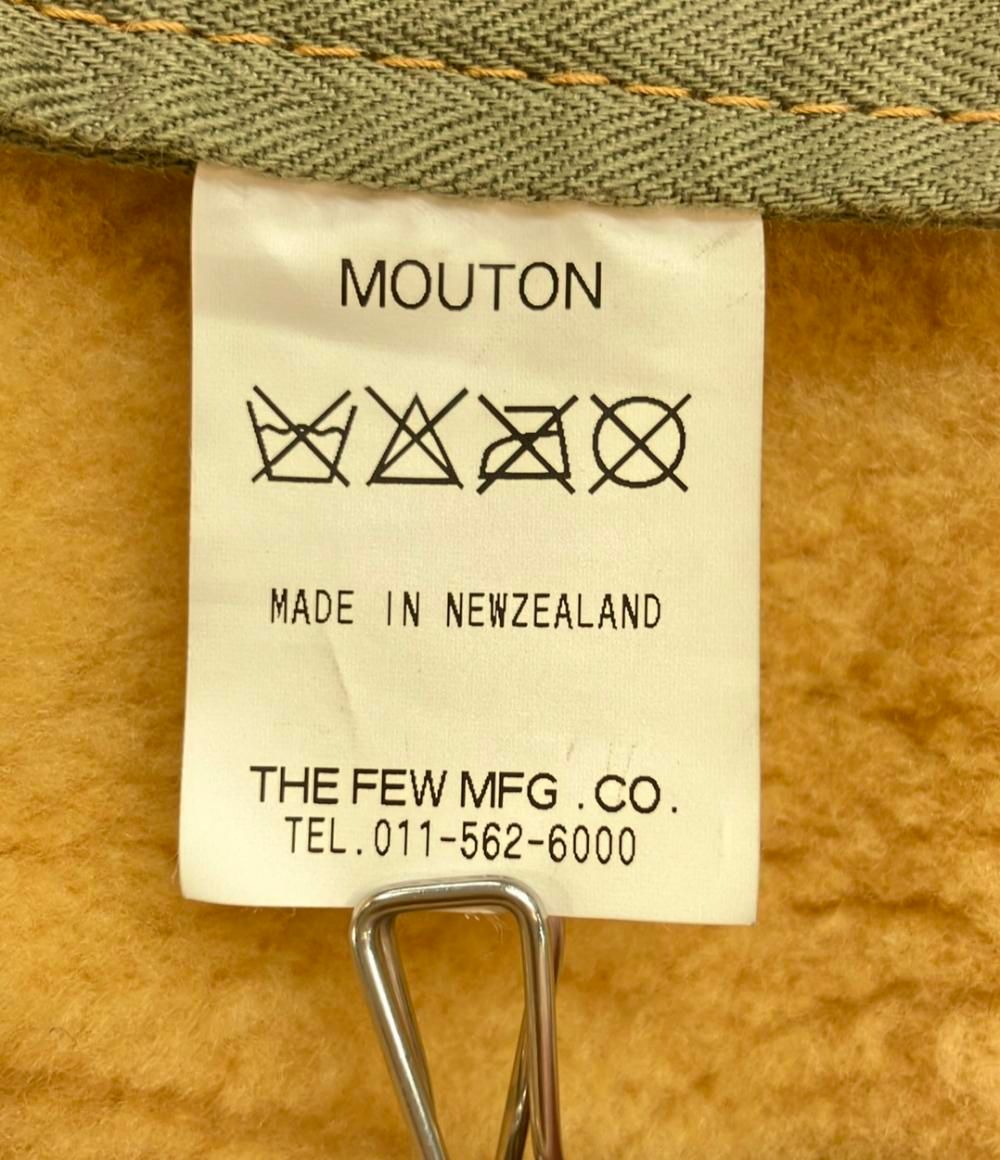 MOUTON
MADE IN NEWZEALAND
THE FEW MFG .CO.
TEL.011-562-6000